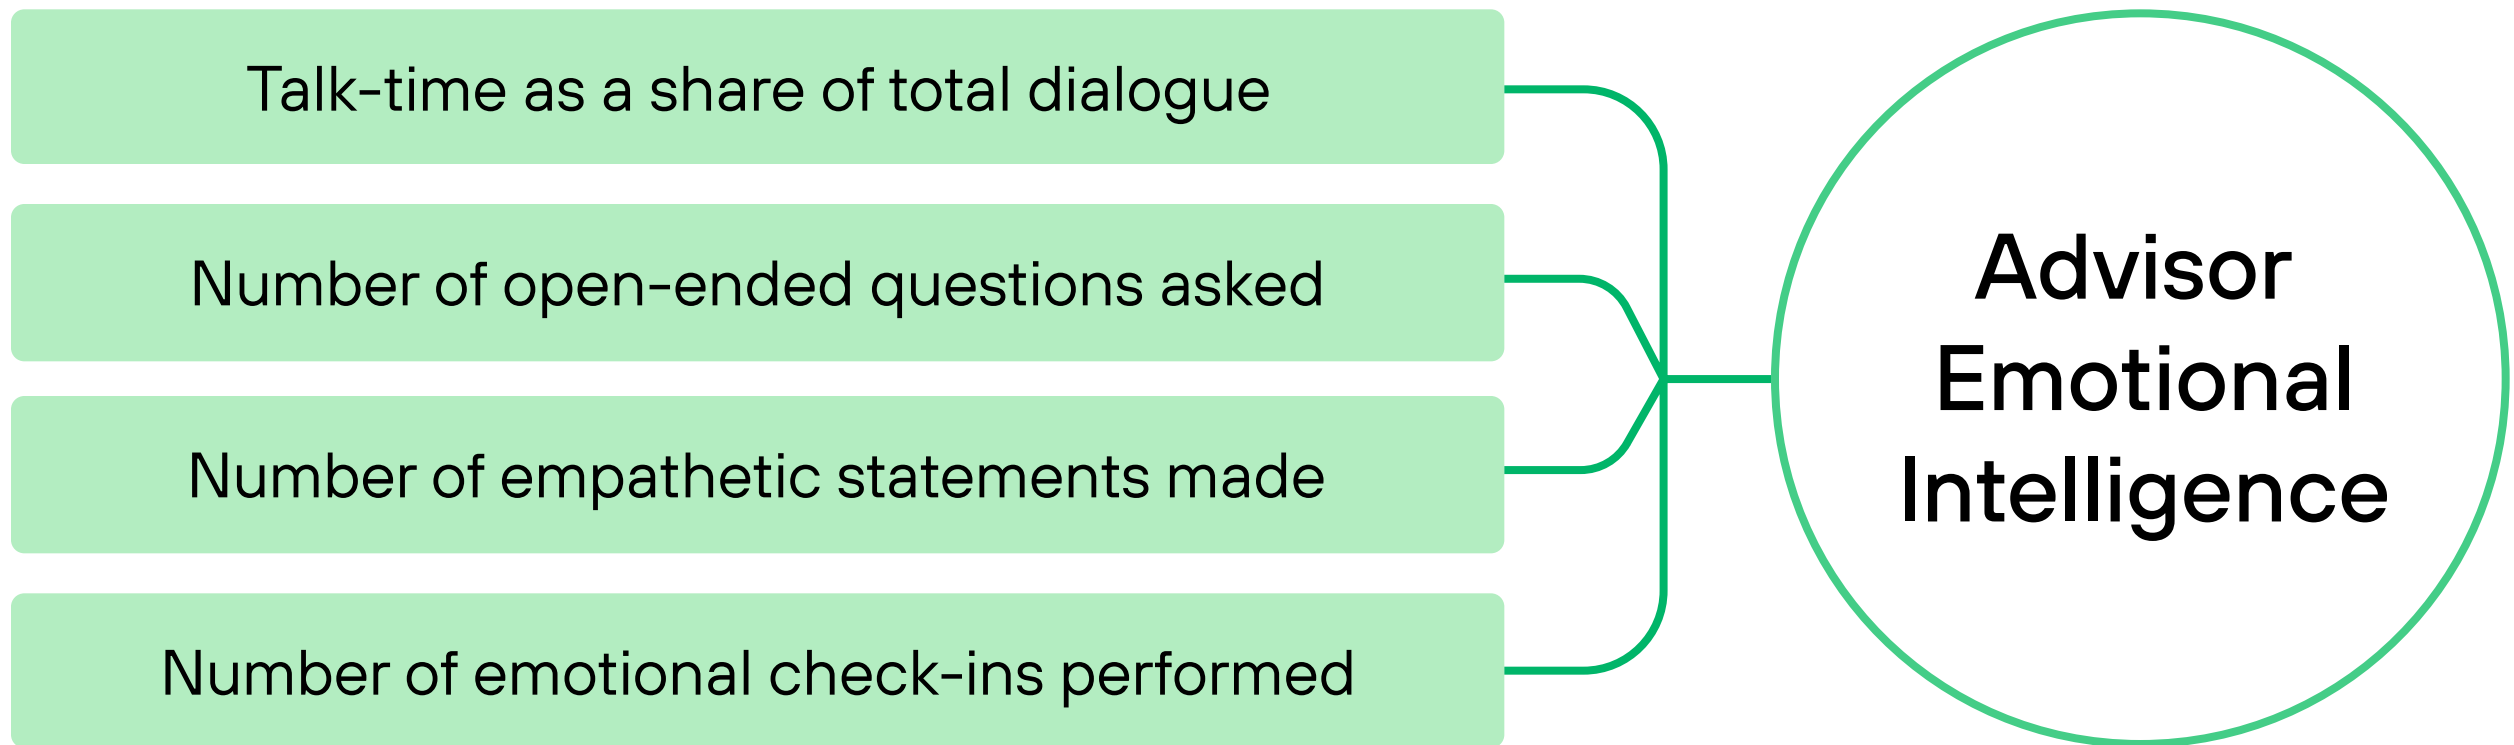 Talk-time as a share of total dialogue
Number of open-ended questions asked
Number of empathetic statements made
Number of emotional check-ins performed
Advisor
Emotional
Intelligence